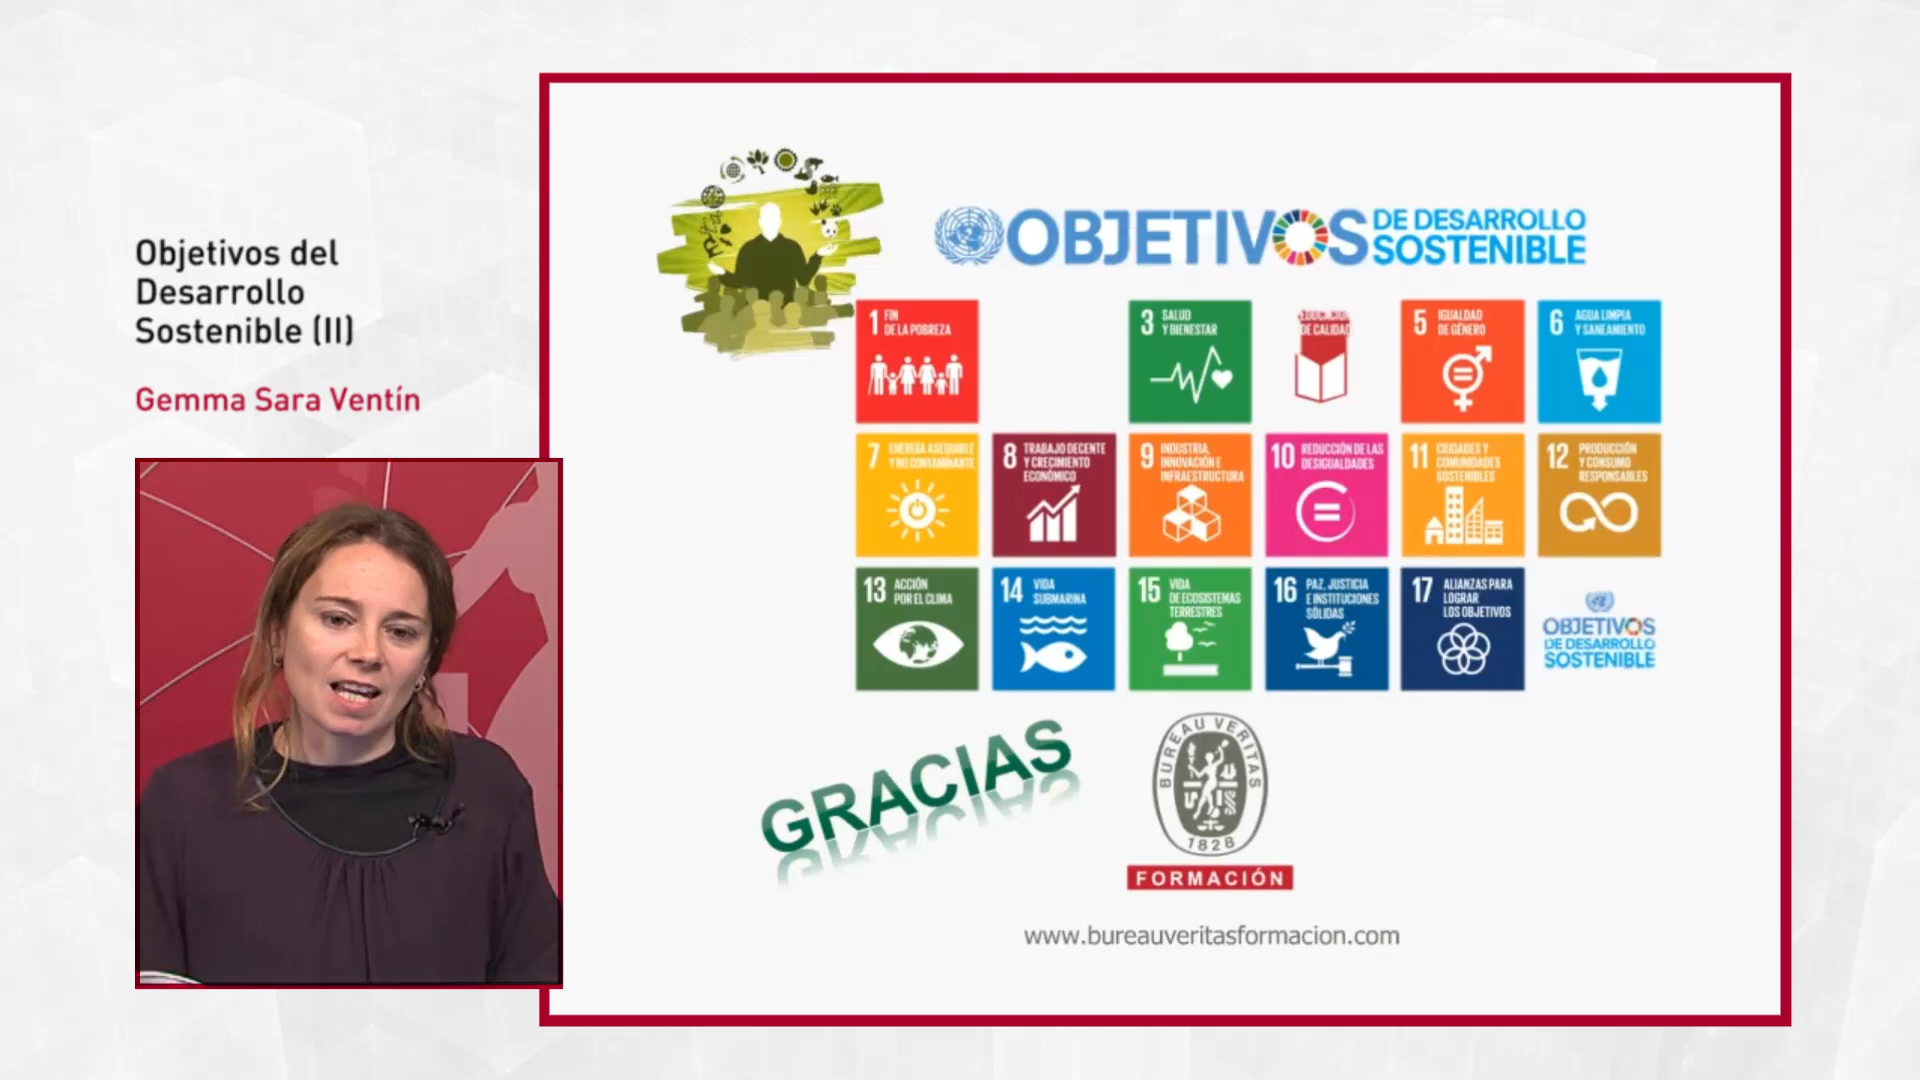 Objetivos del
Desarrollo
Sostenible (II)
Gemma Sara Ventín
OBJETIVOS DE DESARROLLO
SOSTENIBLE
1 FIN
DE LA POBREZA
3 SALUD
Y BIENESTAR
EDUCACIÓN
DE CALIDAD
5 IGUALDAD
DE GÉNERO
6 AGUA LIMPIA
Y SANEAMIENTO
7 ENERGÍA ASEQUIBLE
Y NO CONTAMINANTE
8 TRABAJO DECENTE
Y CRECIMIENTO
ECONÓMICO
9 INDUSTRIA,
INNOVACIÓN E
INFRAESTRUCTURA
10 REDUCCIÓN DE LAS
DESIGUALDADES
11 CIUDADES Y
COMUNIDADES
SOSTENIBLES
12 PRODUCCIÓN
Y CONSUMO
RESPONSABLES
13 ACCIÓN
POR EL CLIMA
14 VIDA
SUBMARINA
15 VIDA
DE ECOSISTEMAS
TERRESTRES
16 PAZ, JUSTICIA
E INSTITUCIONES
SÓLIDAS
17 ALIANZAS PARA
LOGRAR
LOS OBJETIVOS
OBJETIVOS
DE DESARROLLO
SOSTENIBLE
GRACIAS
BUREAU VERITAS
1828
FORMACIÓN
www.bureauveritasformacion.com